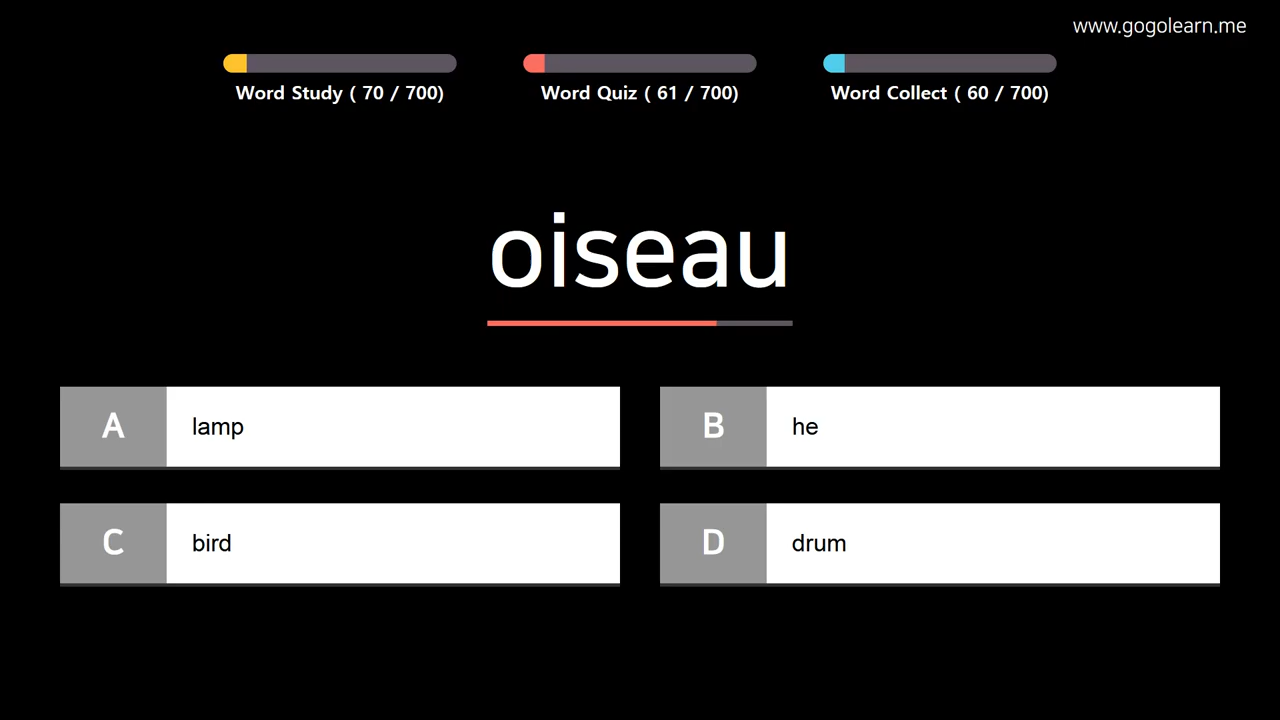 www.gogolearn.me
Word Study ( 70 / 700)
Word Quiz ( 61 / 700)
Word Collect ( 60 / 700)
oiseau
A lamp
B he
C bird
D drum